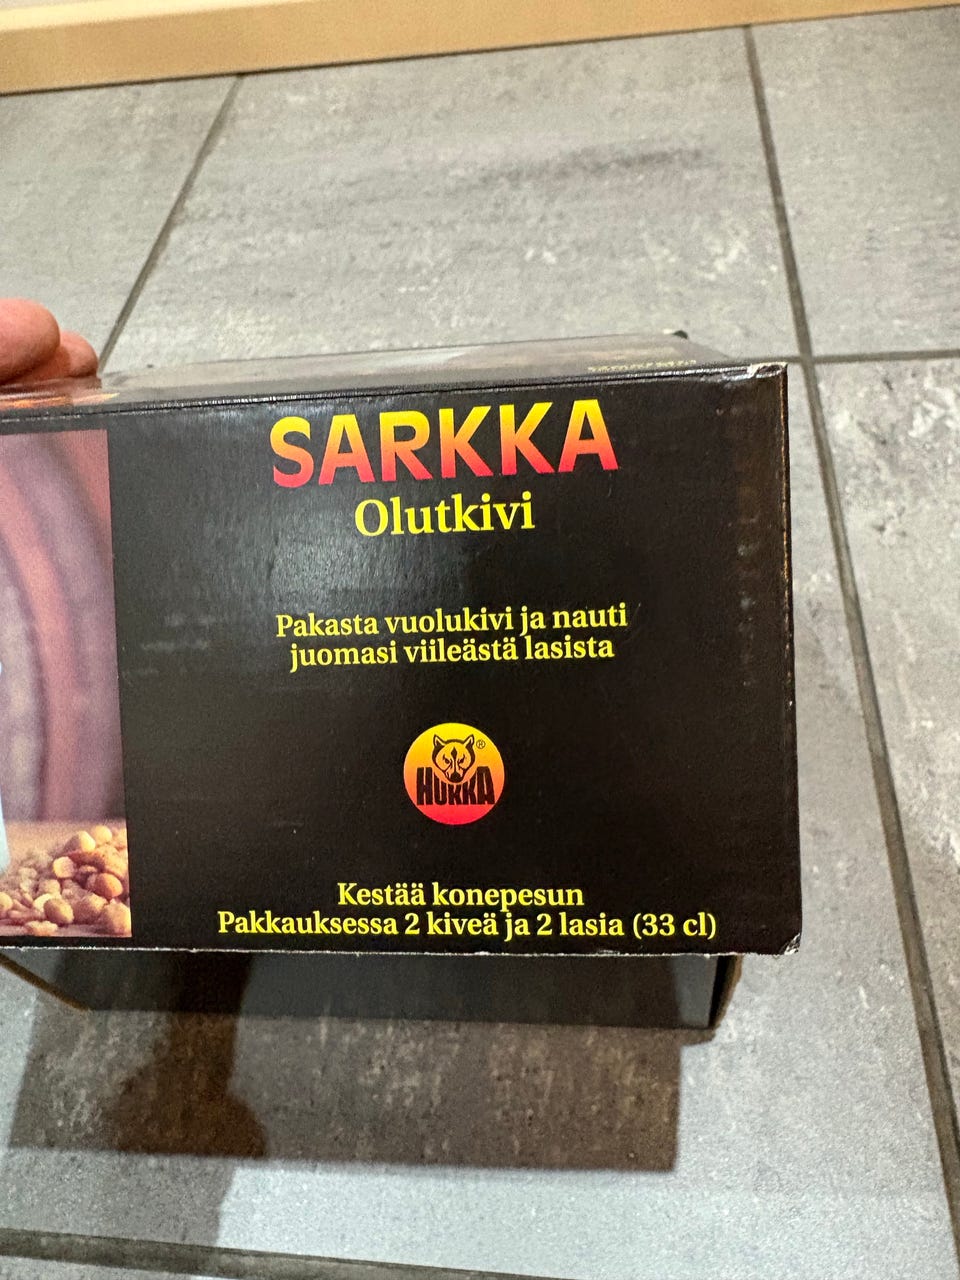 SARKKA
Olutkivi
Pakasta vuolukivi ja nauti
juomasi viileästä lasista
HUKKA®
Kestää konepesun
Pakkauksessa 2 kiveä ja 2 lasia (33 cl)